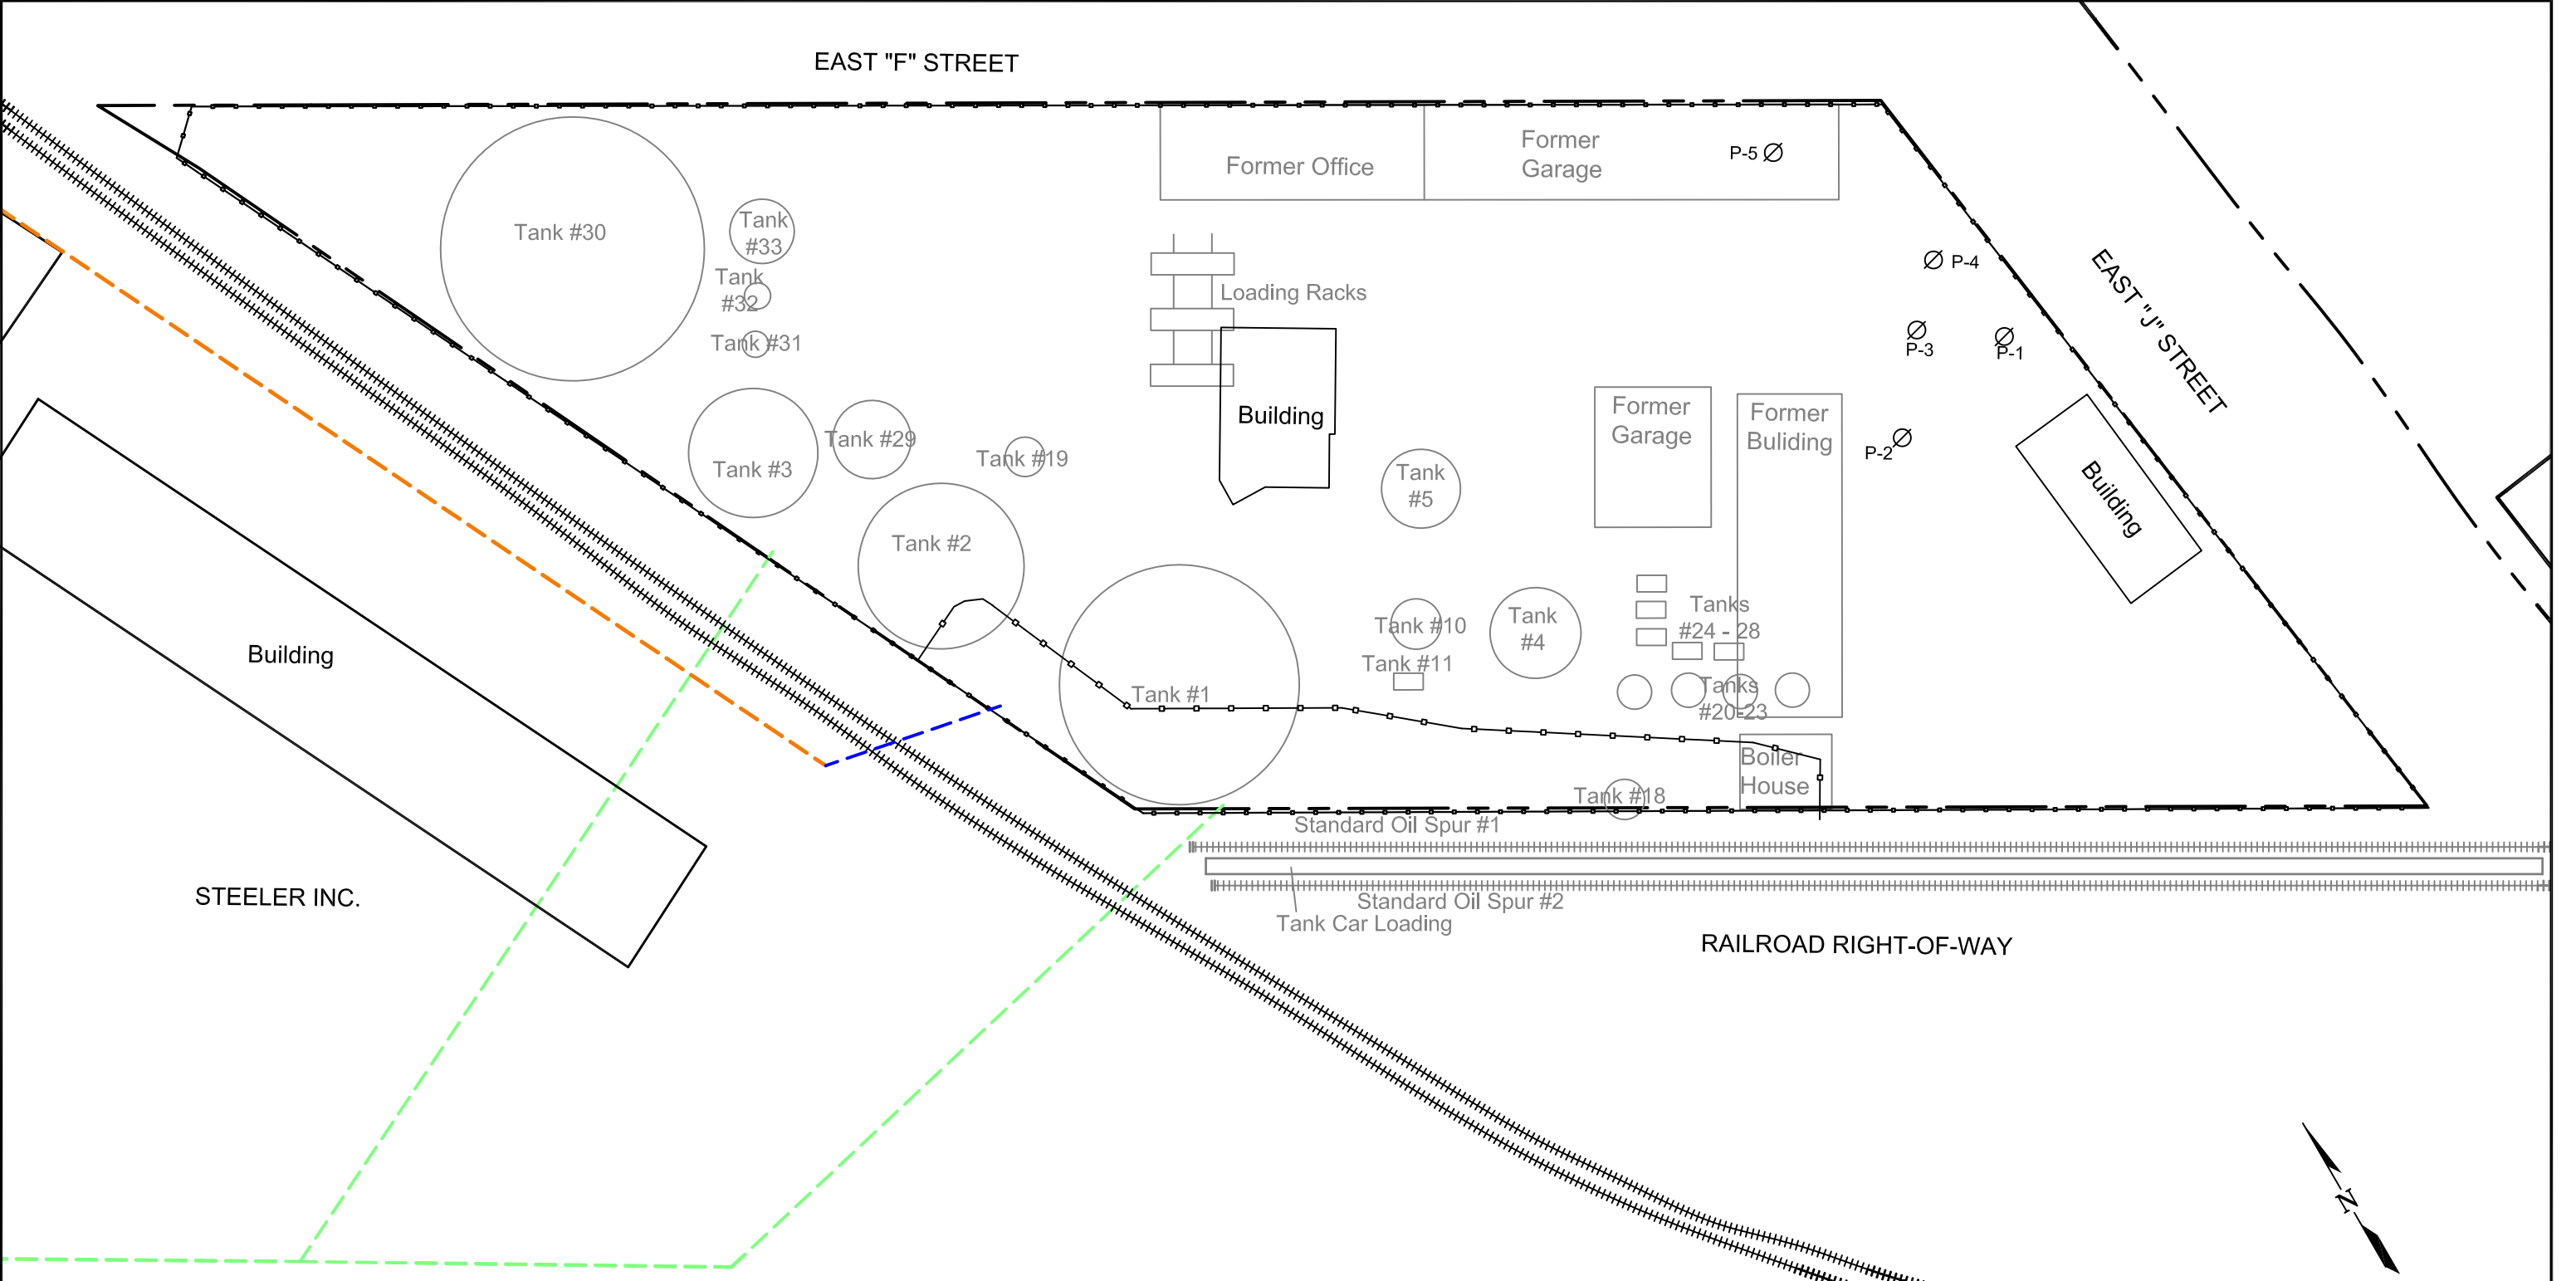 EAST "F" STREET
Former Office
Former
Garage
P-5
Tank #30
Tank
#33
Tank
#32
Tank #31
Loading Racks
P-4
P-3
P-1
EAST "J" STREET
Tank #3
Tank #29
Tank #19
Building
Tank
#5
Former
Garage
Former
Buliding
P-2
Building
Tank #2
Tank #10
Tank #11
Tank
#4
Tanks
#24 - 28
Tanks
#20-23
Tank #1
Boiler
House
Tank #18
Building
Standard Oil Spur #1
STEELER INC.
Standard Oil Spur #2
Tank Car Loading
RAILROAD RIGHT-OF-WAY
N